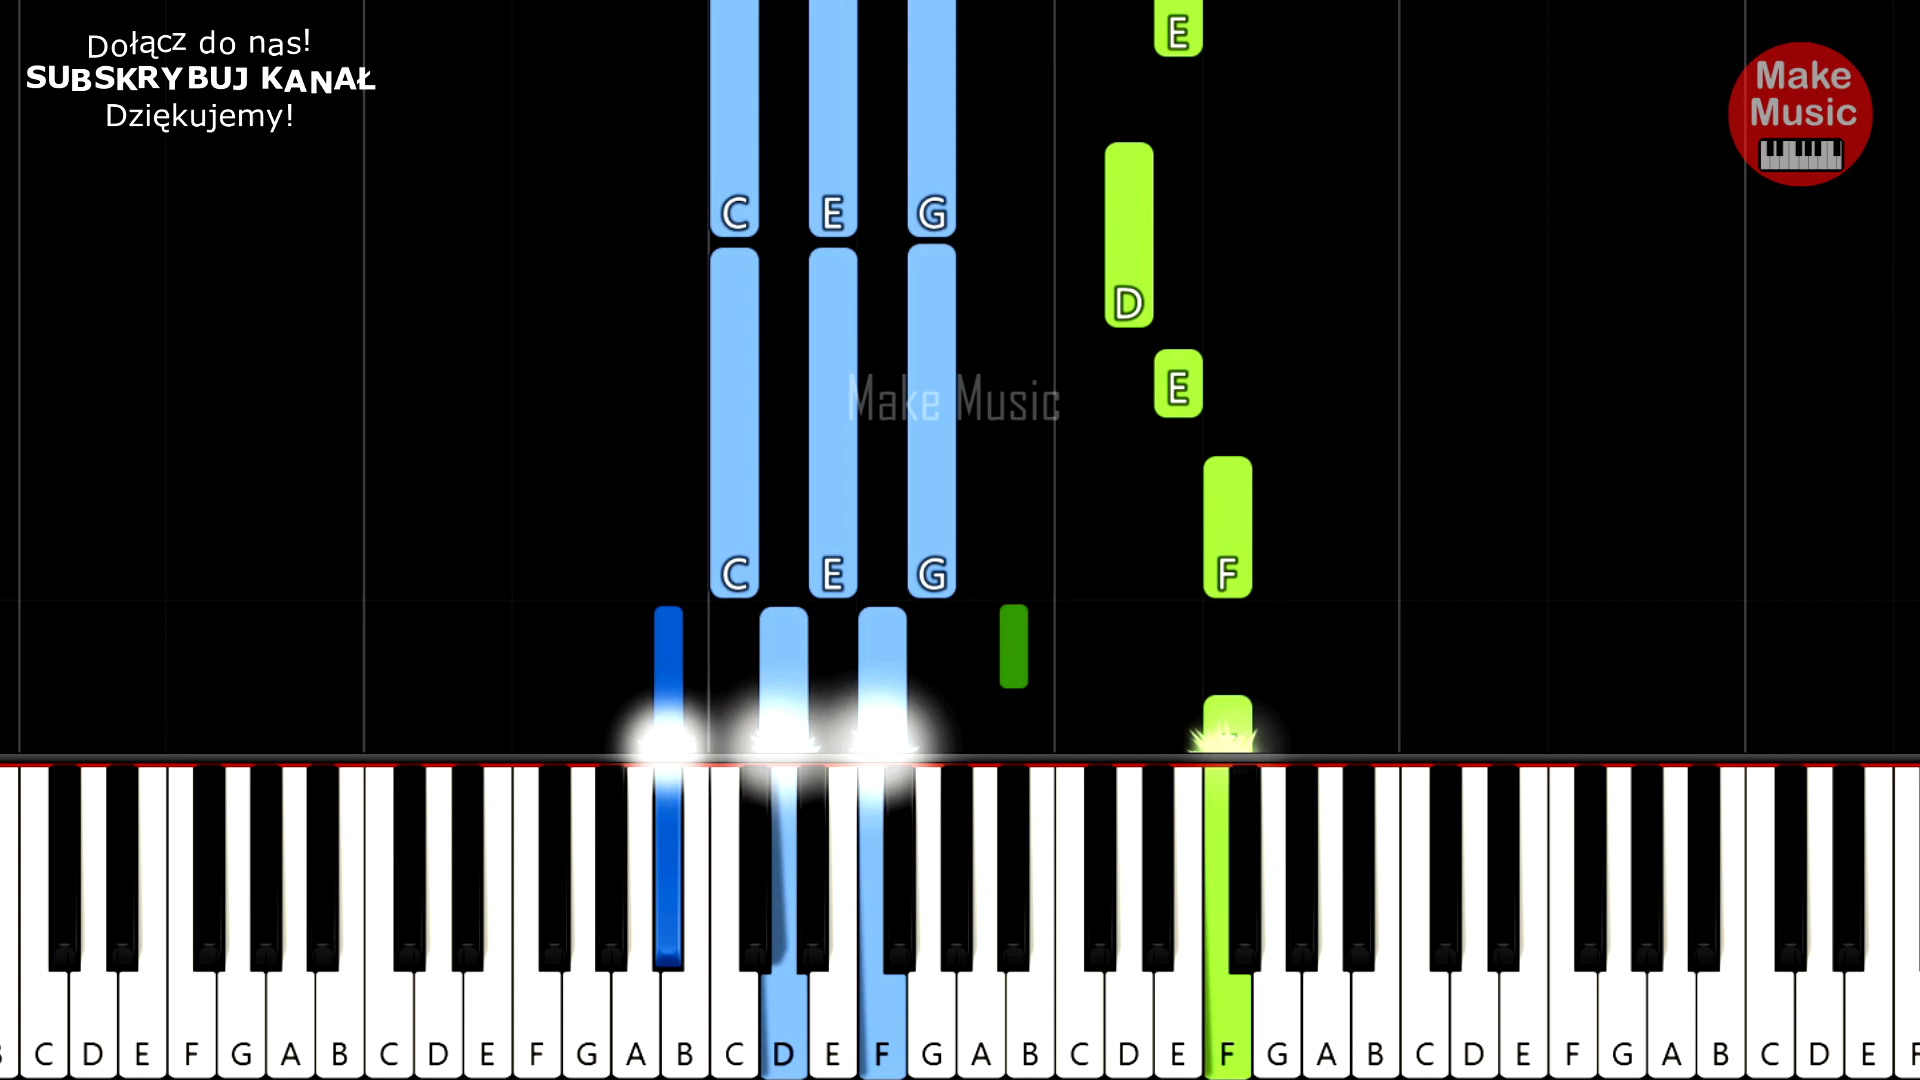 Dołącz do nas!
SUBSKRYBUJ KANAŁ
Dziękujemy!
Make
Music
E
C E G
D
E
Make Music
C E G
F
C D E F G A B C D E F G A B C D E F G A B C D E F G A B C D E F G A B C D E